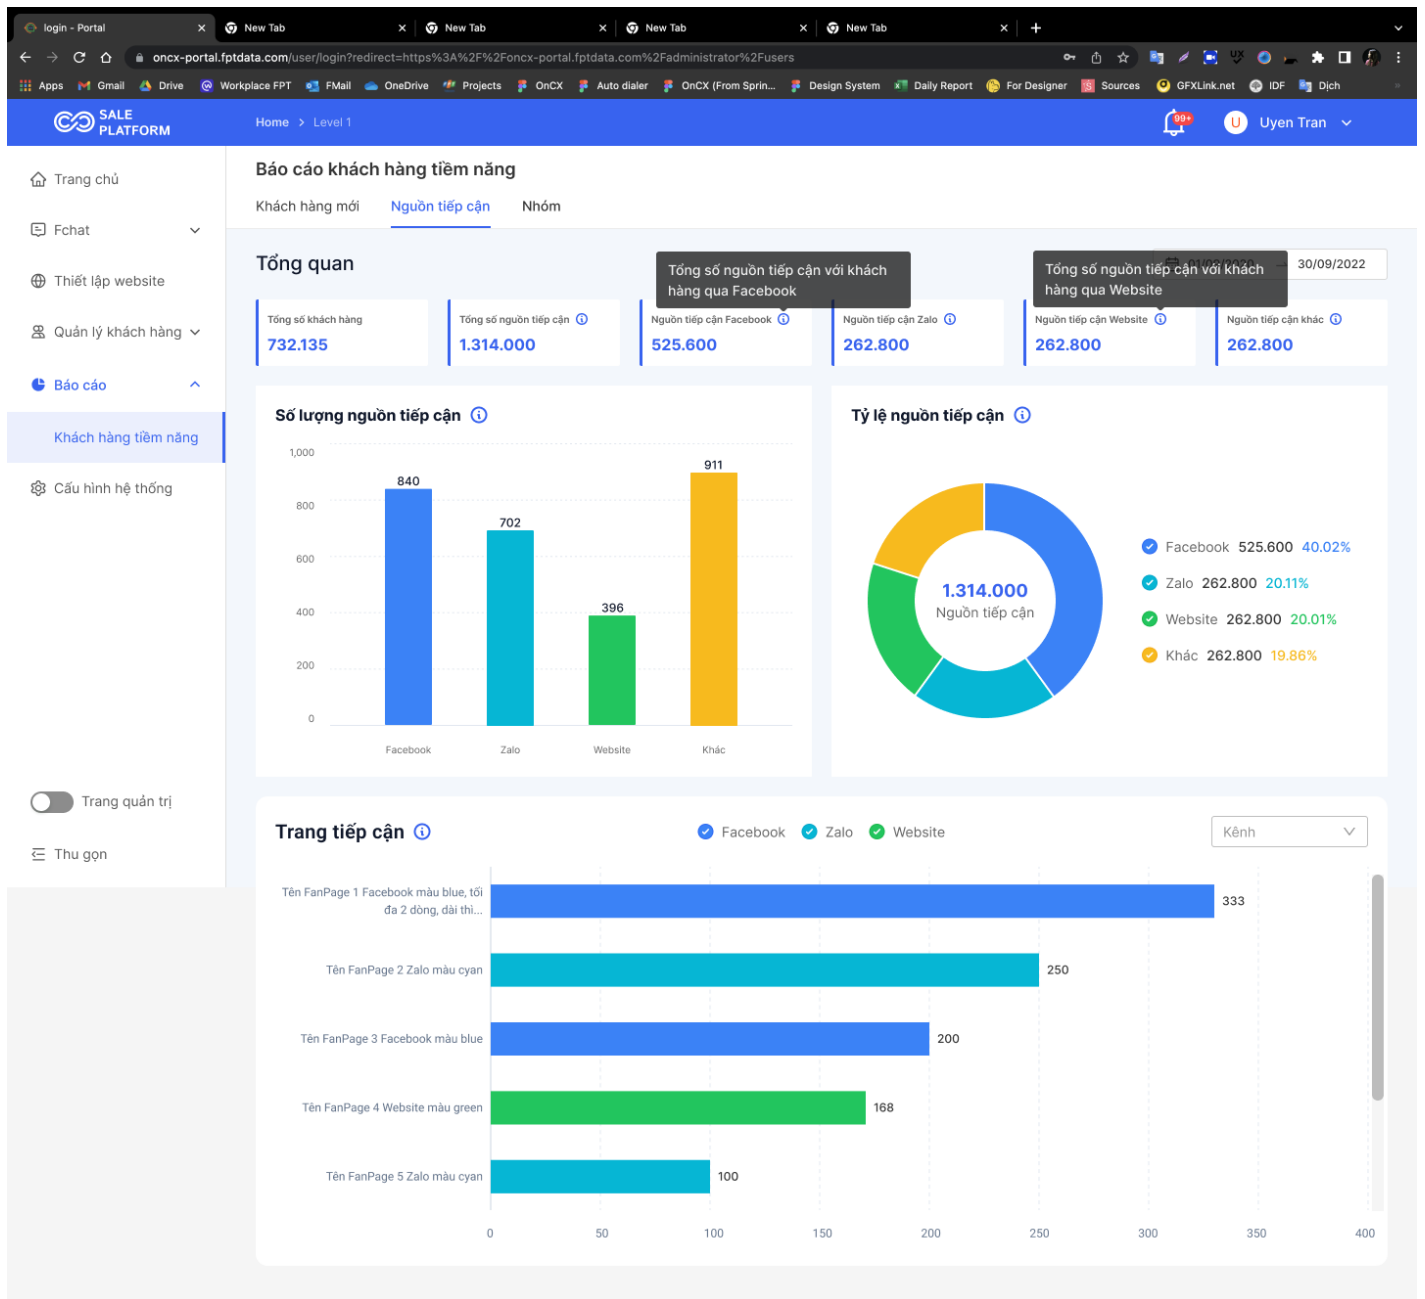 login - Portal
New Tab
New Tab
New Tab
New Tab
oncx-portal.fptdata.com/user/login?redirect=https%3A%2F%2Foncx-portal.fptdata.com%2Fadministrator%2Fusers
Apps Gmail Drive Workplace FPT FMail OneDrive Projects OnCX Auto dialer OnCX (From Sprin... Design System Daily Report For Designer Sources GFXLink.net IDF Dịch
SALE
PLATFORM
Home > Level 1
99+
U Uyen Tran
Trang chủ
Fchat
Thiết lập website
Quản lý khách hàng
Báo cáo
Khách hàng tiềm năng
Cấu hình hệ thống
Trang quản trị
Thu gọn
Báo cáo khách hàng tiềm năng
Khách hàng mới Nguồn tiếp cận Nhóm
Tổng quan
Tổng số nguồn tiếp cận với khách
hàng qua Facebook
Tổng số nguồn tiếp cận với khách
hàng qua Website
30/09/2022
Tổng số khách hàng
732.135
Tổng số nguồn tiếp cận
1.314.000
Nguồn tiếp cận Facebook
525.600
Nguồn tiếp cận Zalo
262.800
Nguồn tiếp cận Website
262.800
Nguồn tiếp cận khác
262.800
Số lượng nguồn tiếp cận
1,000
800
600
400
200
0
840
702
396
911
Facebook Zalo Website Khác
Tỷ lệ nguồn tiếp cận
1.314.000
Nguồn tiếp cận
Facebook 525.600 40.02%
Zalo 262.800 20.11%
Website 262.800 20.01%
Khác 262.800 19.86%
Trang tiếp cận
Facebook Zalo Website
Kênh
Tên FanPage 1 Facebook màu blue, tối
đa 2 dòng, dài thì...
333
Tên FanPage 2 Zalo màu cyan
250
Tên FanPage 3 Facebook màu blue
200
Tên FanPage 4 Website màu green
168
Tên FanPage 5 Zalo màu cyan
100
0 50 100 150 200 250 300 350 400